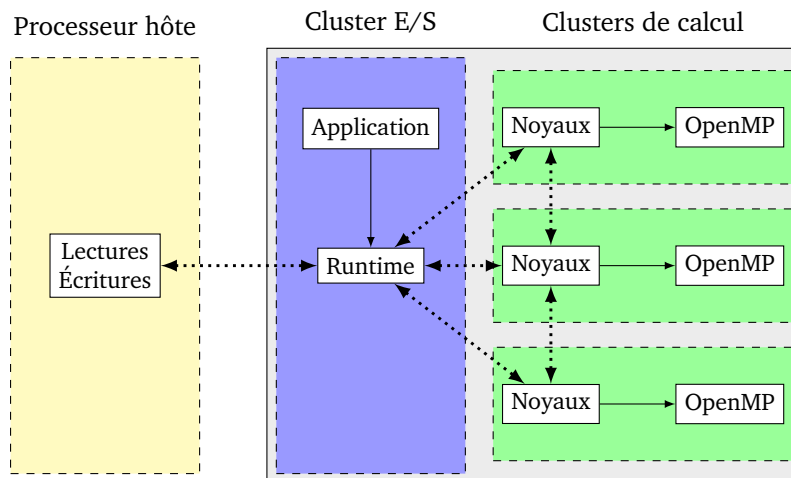 Processeur hôte
Cluster E/S
Clusters de calcul
Application
Noyaux
OpenMP
Lectures
Écritures
Runtime
Noyaux
OpenMP
Noyaux
OpenMP